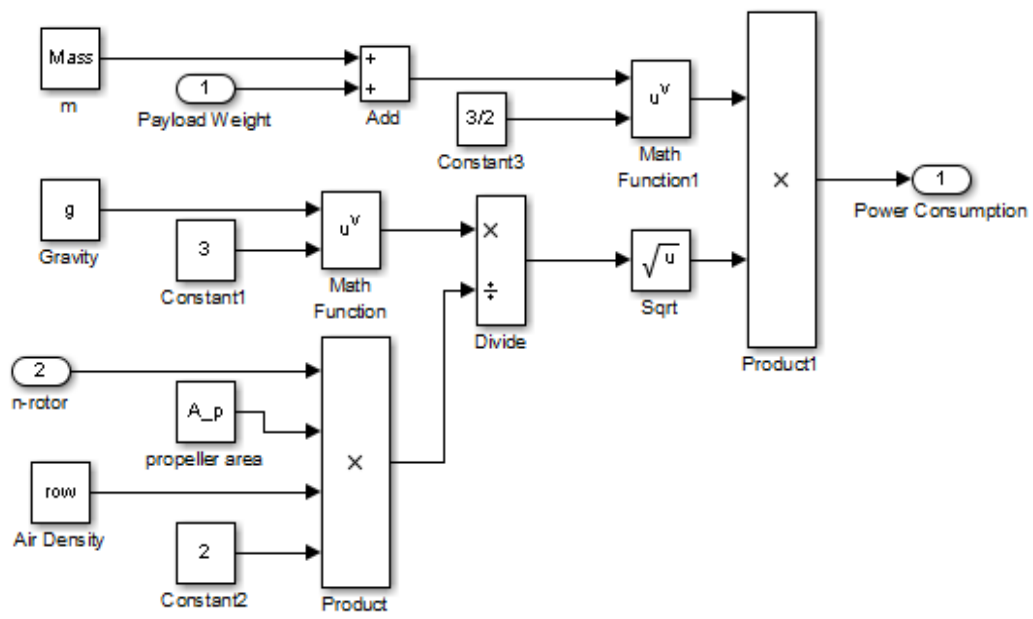 Mass
m
1
Payload Weight
+
+
Add
3/2
Constant3
u^v
Math
Function1
×
Product1
1
Power Consumption
g
Gravity
3
Constant1
u^v
Math
Function
×
÷
Divide
√u
Sqrt
2
n-rotor
A_p
propeller area
row
Air Density
2
Constant2
×
Product